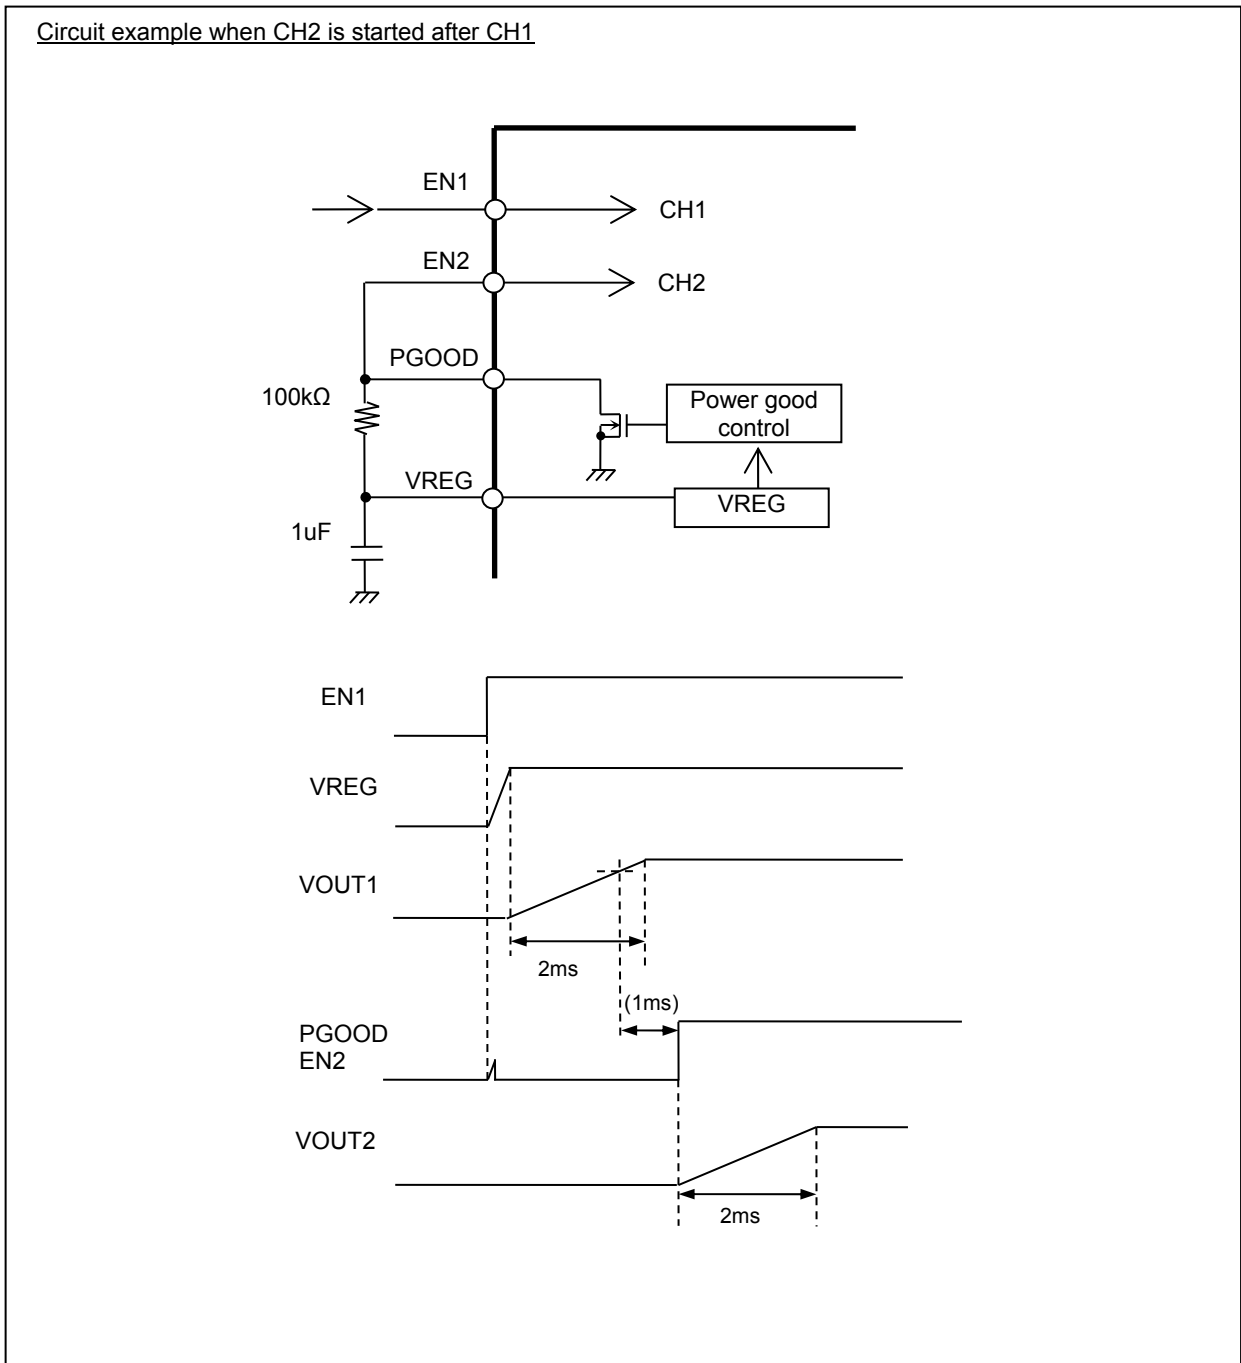 Circuit example when CH2 is started after CH1
EN1
CH1
EN2
CH2
PGOOD
100kΩ
Power good
control
VREG
VREG
1uF
EN1
VREG
VOUT1
2ms
(1ms)
PGOOD
EN2
VOUT2
2ms